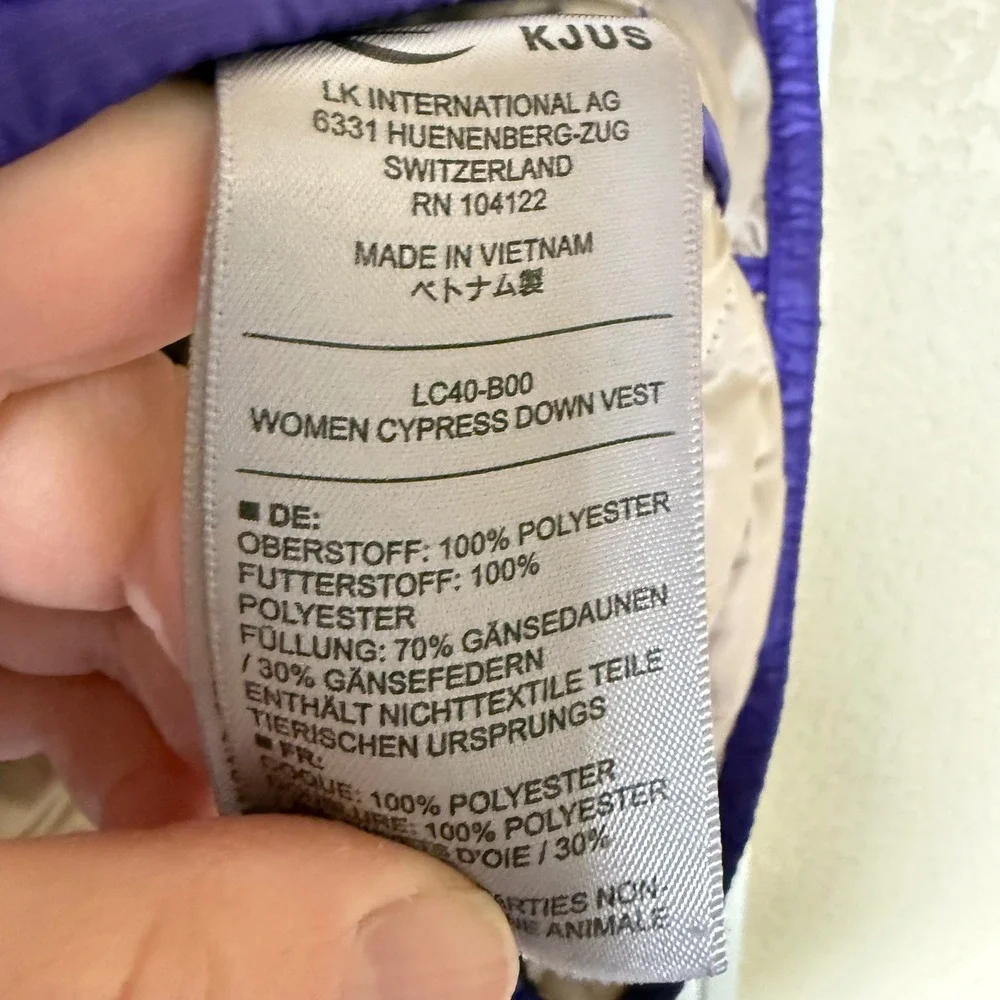 KJUS
LK INTERNATIONAL AG
6331 HUENENBERG-ZUG
SWITZERLAND
RN 104122
MADE IN VIETNAM
ベトナム製
LC40-B00
WOMEN CYPRESS DOWN VEST
DE:
OBERSTOFF: 100% POLYESTER
FUTTERSTOFF: 100%
POLYESTER
FÜLLUNG: 70% GÄNSEDAUNEN
/ 30% GÄNSEFEDERN
ENTHÄLT NICHTTEXTILE TEILE
TIERISCHEN URSPRUNGS
FR:
COQUE: 100% POLYESTER
100% POLYESTER
D'OIE / 30%
NON-
ANIMALE